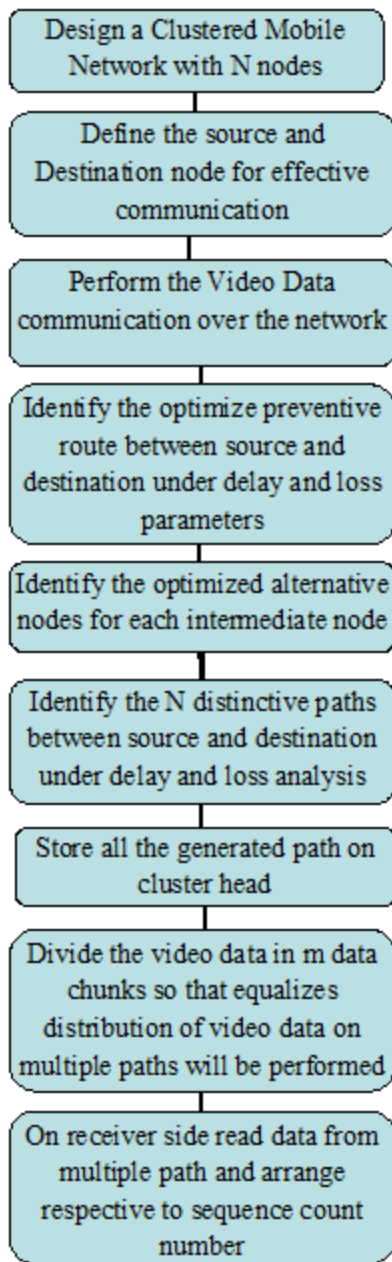 Design a Clustered Mobile
Network with N nodes
Define the source and
Destination node for effective
communication
Perform the Video Data
communication over the network
Identify the optimize preventive
route between source and
destination under delay and loss
parameters
Identify the optimized alternative
nodes for each intermediate node
Identify the N distinctive paths
between source and destination
under delay and loss analysis
Store all the generated path on
cluster head
Divide the video data in m data
chunks so that equalizes
distribution of video data on
multiple paths will be performed
On receiver side read data from
multiple path and arrange
respective to sequence count
number